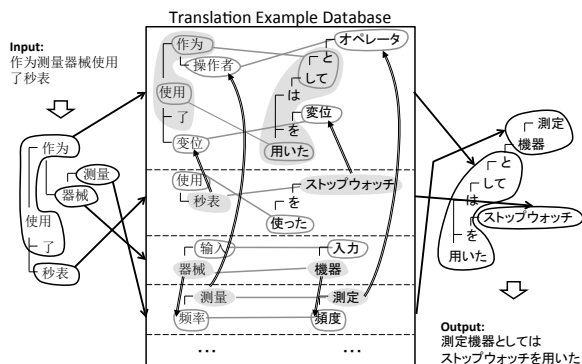 Translation Example Database
Input:
作为测量器械使用
了秒表
作为
测量
器械
使用
了
秒表
作为
操作者
使用
了
变位
オペレータ
と
して
は
変位
を
用いた
使用
秒表
ストップウォッチ
を
使った
输入
入力
器械
機器
测量
測定
频率
頻度
...
...
測定
機器
と
して
は
ストップウォッチ
を
用いた
Output:
測定機器としては
ストップウォッチを用いた